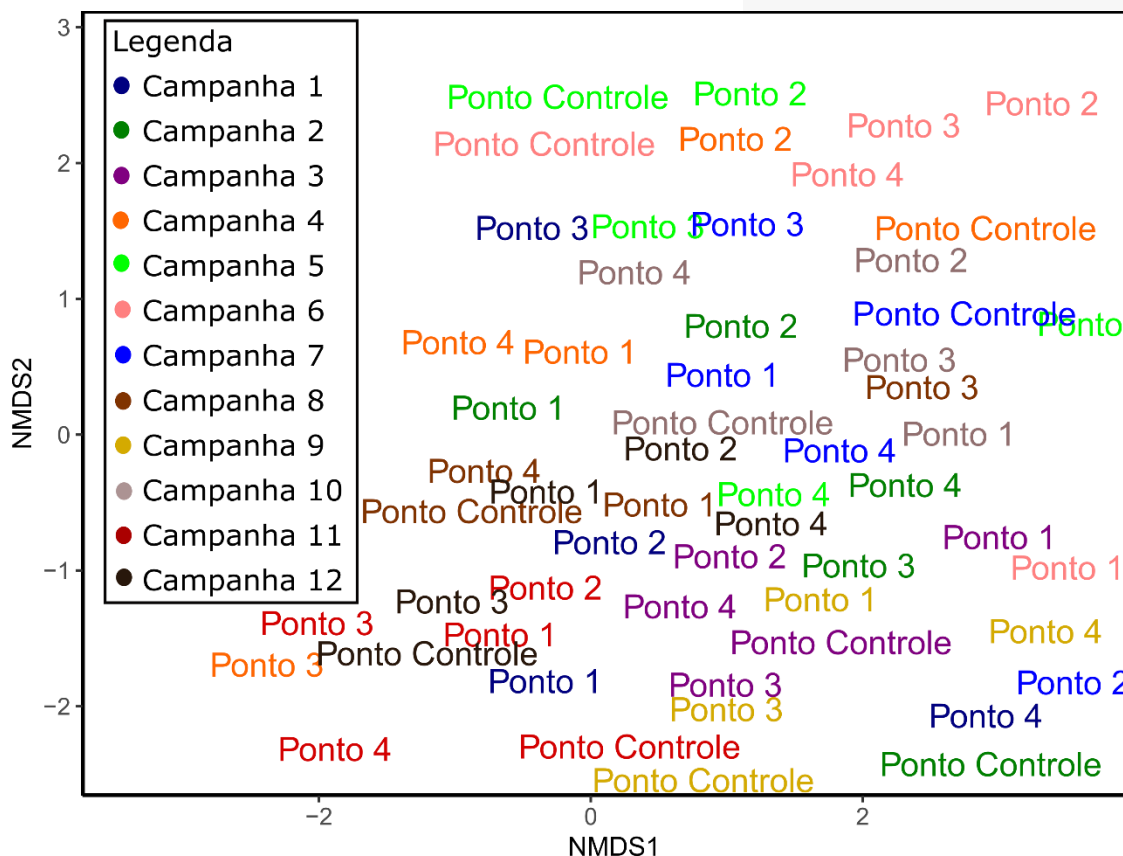 3
2
1
0
−1
−2
NMDS2
Legenda
Campanha 1
Campanha 2
Campanha 3
Campanha 4
Campanha 5
Campanha 6
Campanha 7
Campanha 8
Campanha 9
Campanha 10
Campanha 11
Campanha 12
Ponto Controle
Ponto 2
Ponto 2
Ponto 3
Ponto Controle
Ponto 2
Ponto 4
Ponto 3
Ponto 3
Ponto 3
Ponto Controle
Ponto 4
Ponto 2
Ponto 2
Ponto Controle
Ponto
Ponto 4
Ponto 1
Ponto 3
Ponto 1
Ponto 3
Ponto 1
Ponto Controle
Ponto 1
Ponto 2
Ponto 4
Ponto 4
Ponto 4
Ponto 1
Ponto 4
Ponto Controle
Ponto 1
Ponto 4
Ponto 2
Ponto 1
Ponto 2
Ponto 3
Ponto 1
Ponto 2
Ponto 3
Ponto 4
Ponto 1
Ponto 3
Ponto 1
Ponto 4
Ponto Controle
Ponto Controle
Ponto 3
Ponto 1
Ponto 3
Ponto 2
Ponto 3
Ponto 4
Ponto 4
Ponto Controle
Ponto Controle
Ponto Controle
−2
0
2
NMDS1